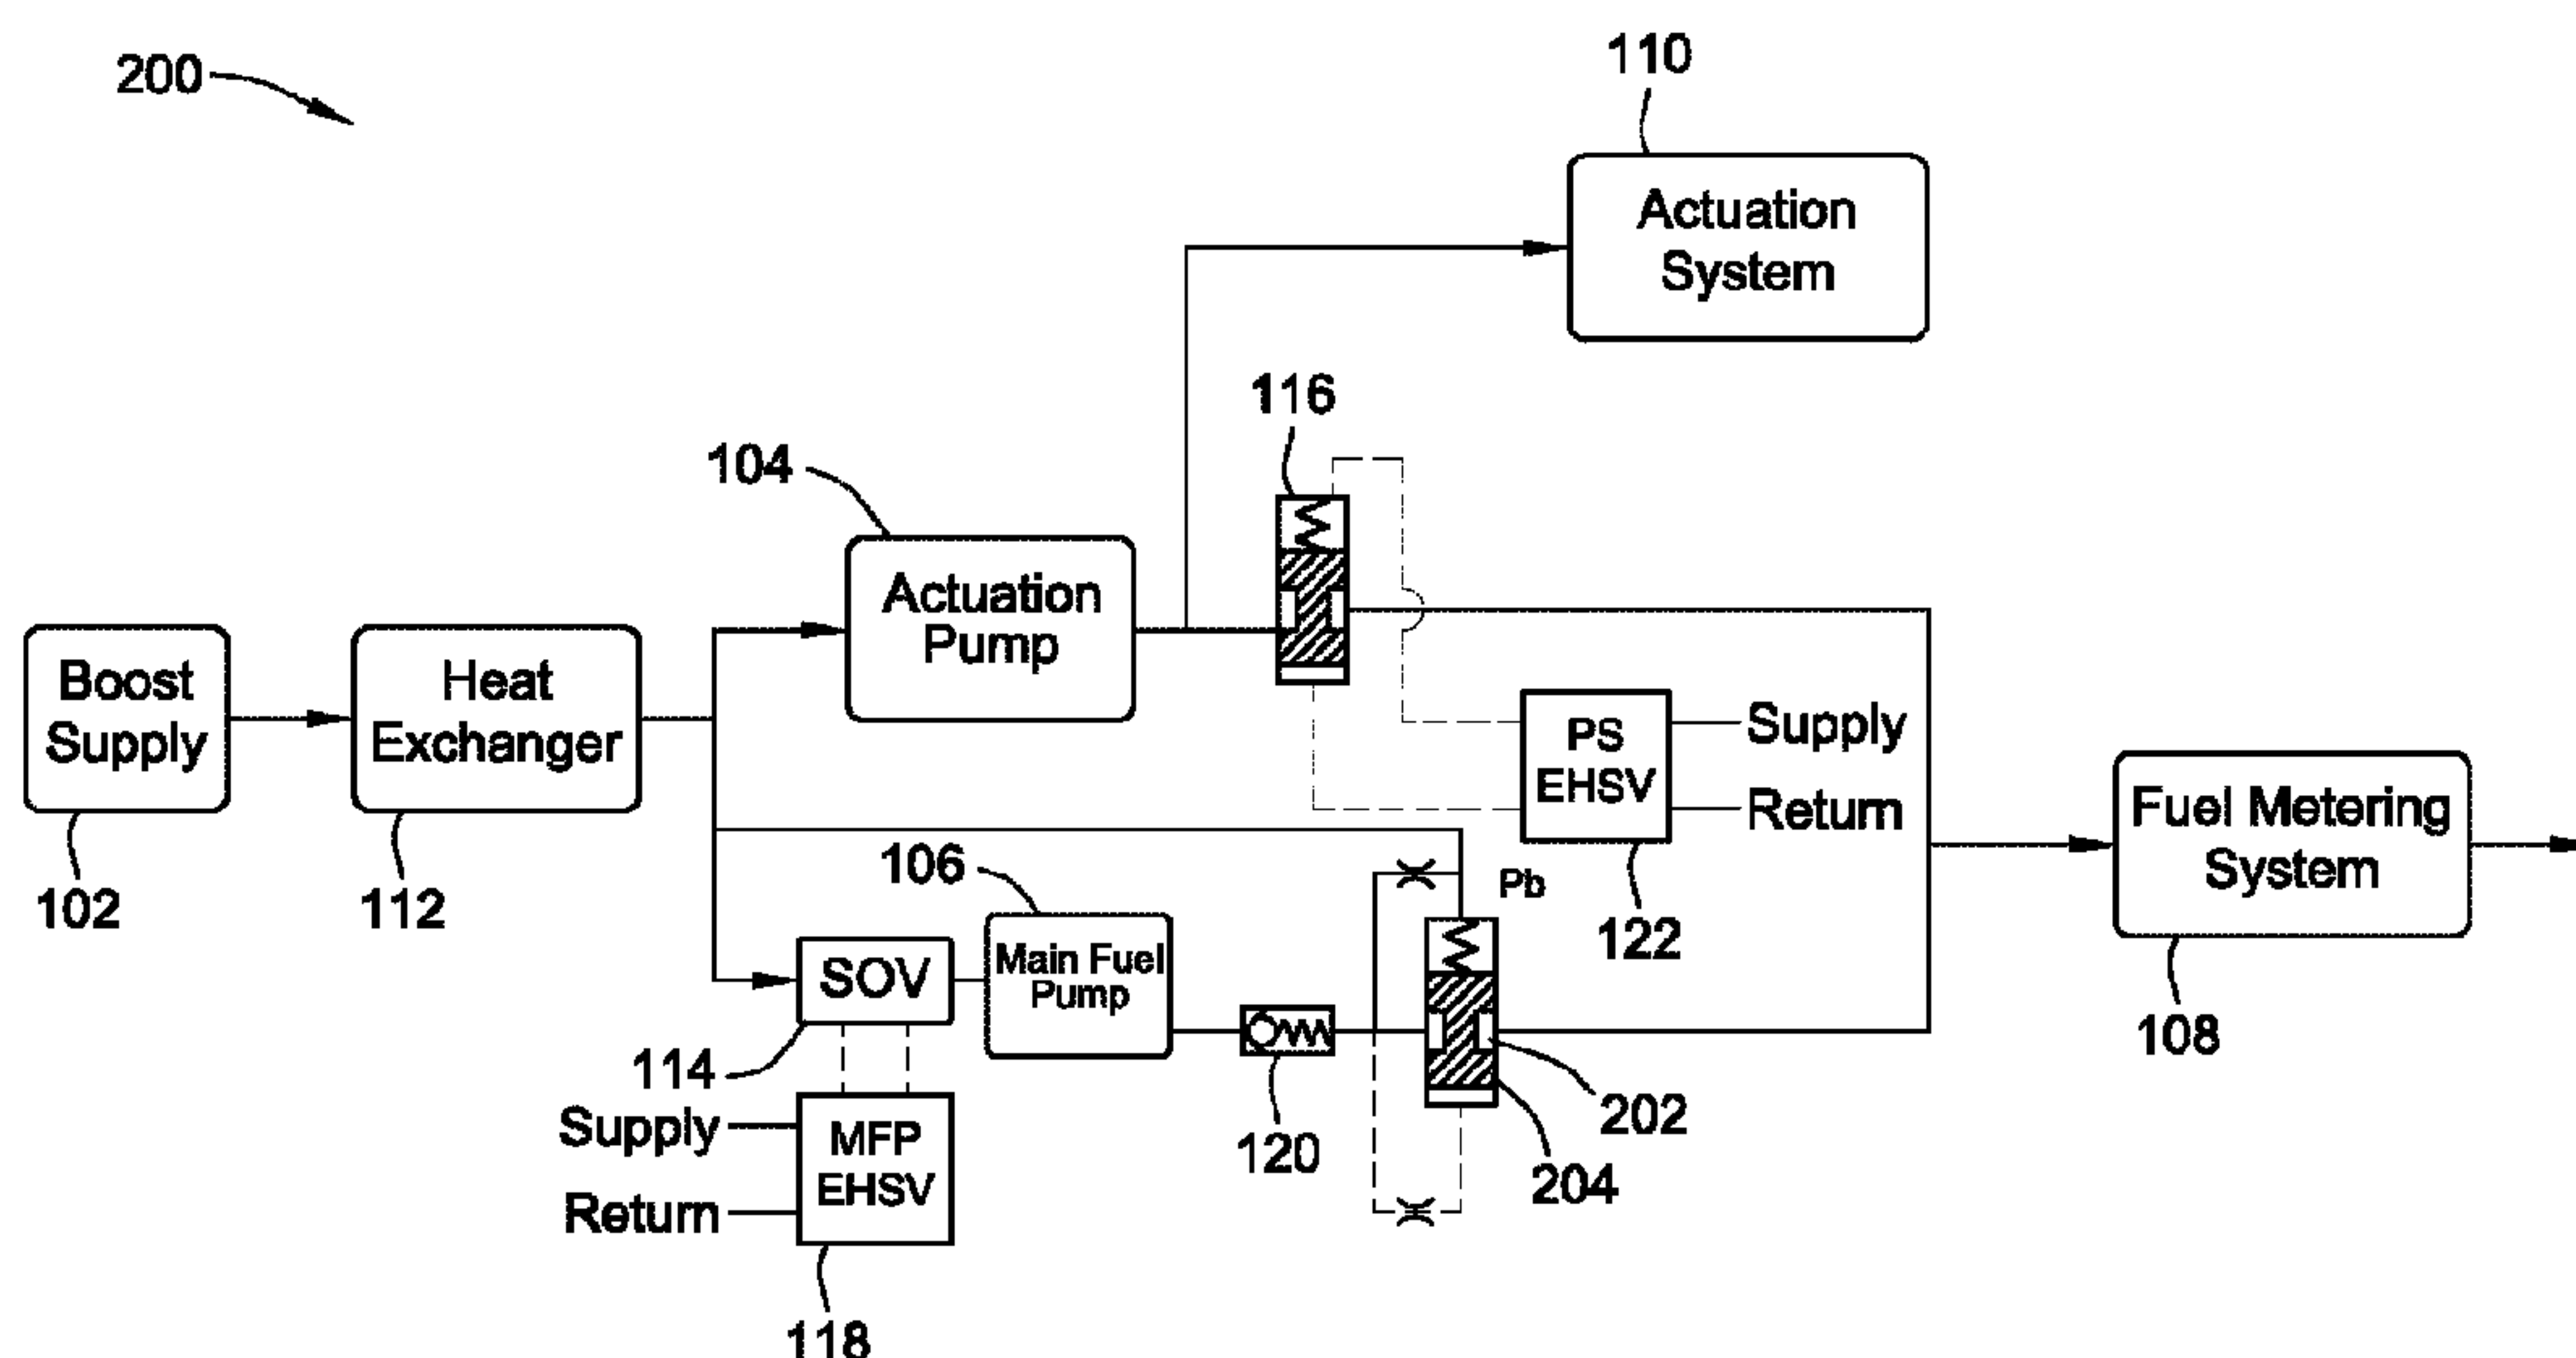 200
110
Actuation
System
116
104
Actuation
Pump
Boost
Supply
Heat
Exchanger
PS
EHSV
Supply
Return
Fuel Metering
System
102
112
106
Pb
122
SOV
Main Fuel
Pump
108
114
Supply
MFP
EHSV
Return
120
202
204
118